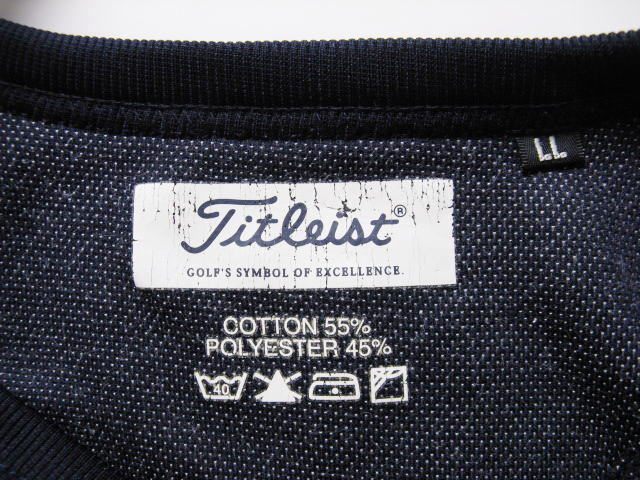 LL
Titleist®
GOLF'S SYMBOL OF EXCELLENCE.
COTTON 55%
POLYESTER 45%
40